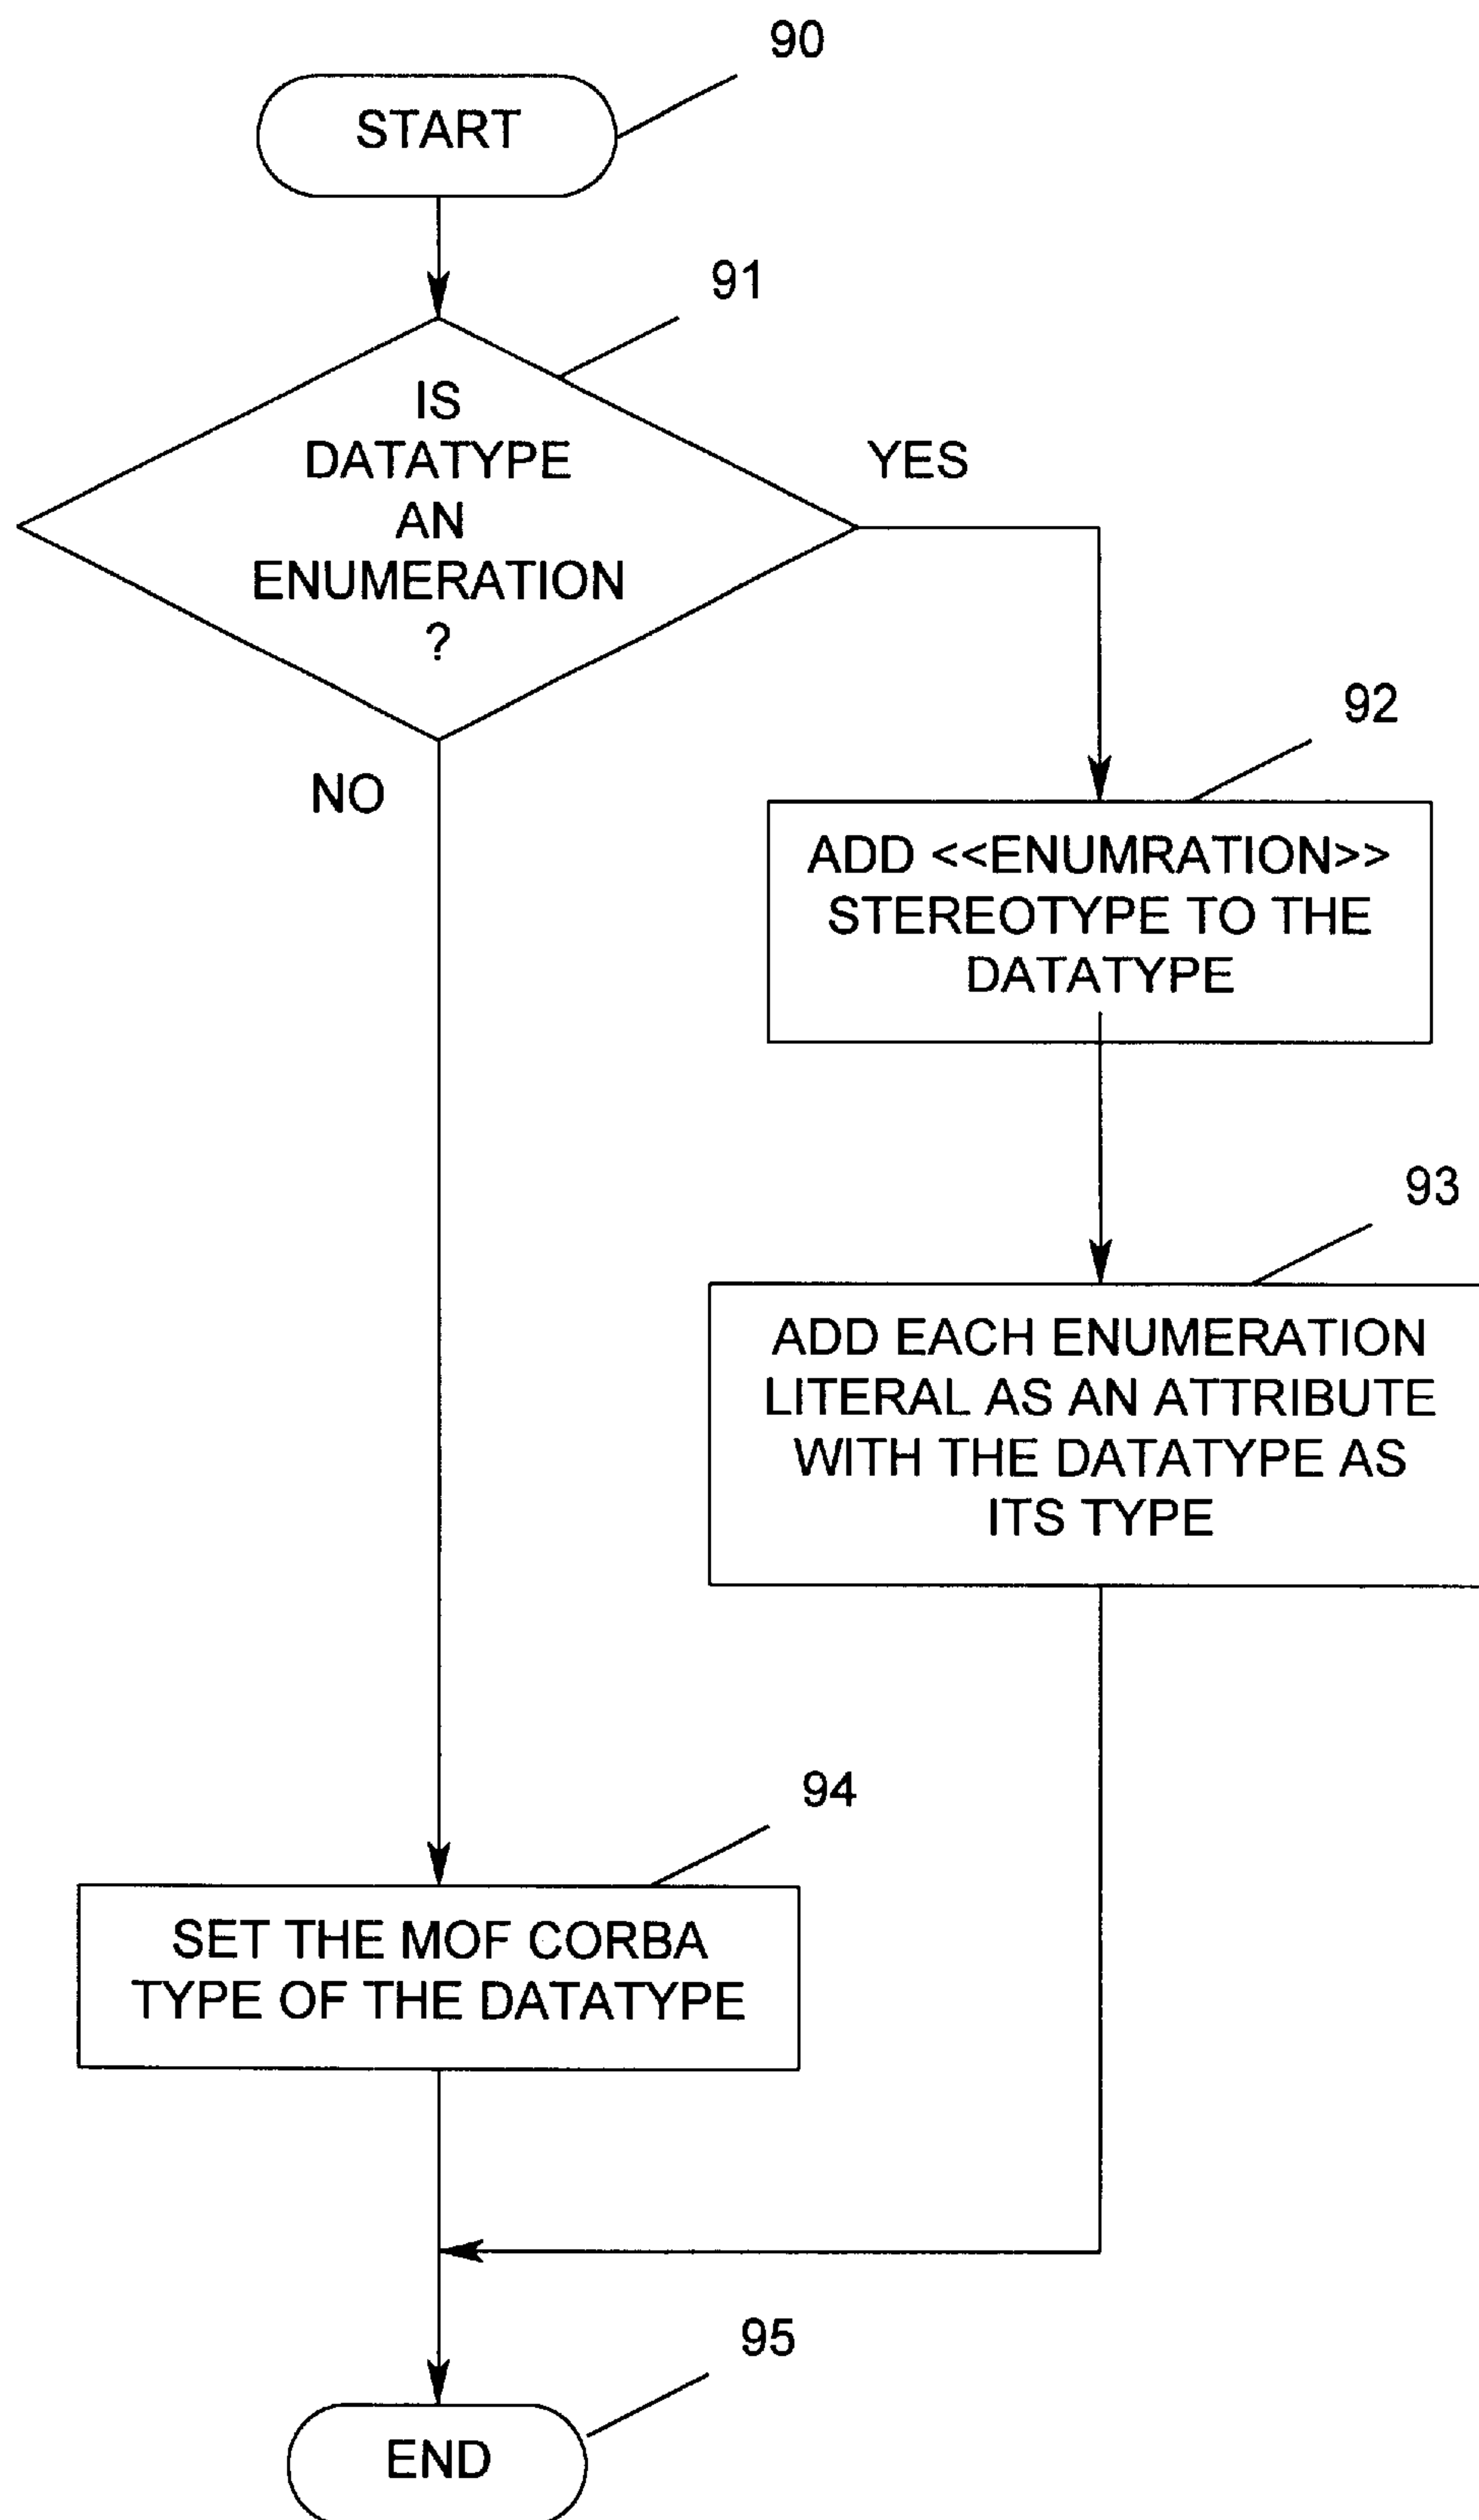 90
START
91
IS
DATATYPE
AN
ENUMERATION
?
YES
NO
92
ADD <<ENUMRATION>>
STEREOTYPE TO THE
DATATYPE
93
ADD EACH ENUMERATION
LITERAL AS AN ATTRIBUTE
WITH THE DATATYPE AS
ITS TYPE
94
SET THE MOF CORBA
TYPE OF THE DATATYPE
95
END